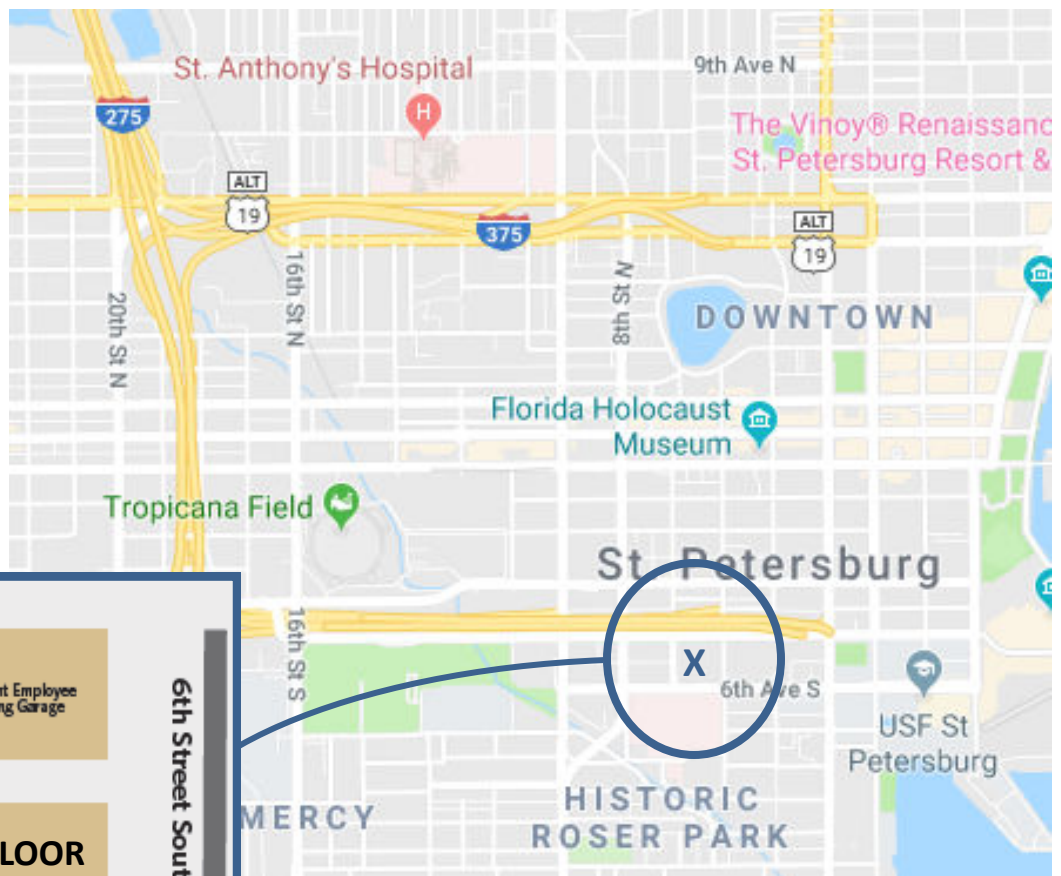 St. Anthony's Hospital
9th Ave N
H
275
The Vinoy® Renaissanc
St. Petersburg Resort &
ALT
19
375
ALT
19
16th St N
8th St N
20th St N
DOWNTOWN
Florida Holocaust
Museum
Tropicana Field
St. Petersburg
16th St S
X
6th Ave S
USF St
Petersburg
MERCY
HISTORIC
ROSER PARK
nt Employee
ng Garage
6th Street Sout
LOOR